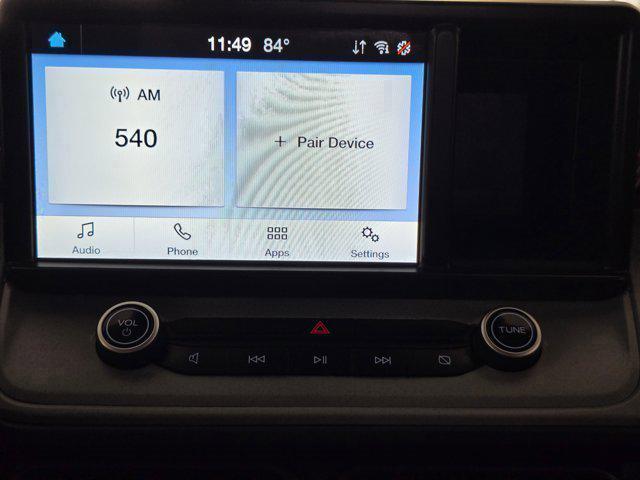 11:49 84°
AM
540
+ Pair Device
Audio Phone Apps Settings
VOL
TUNE